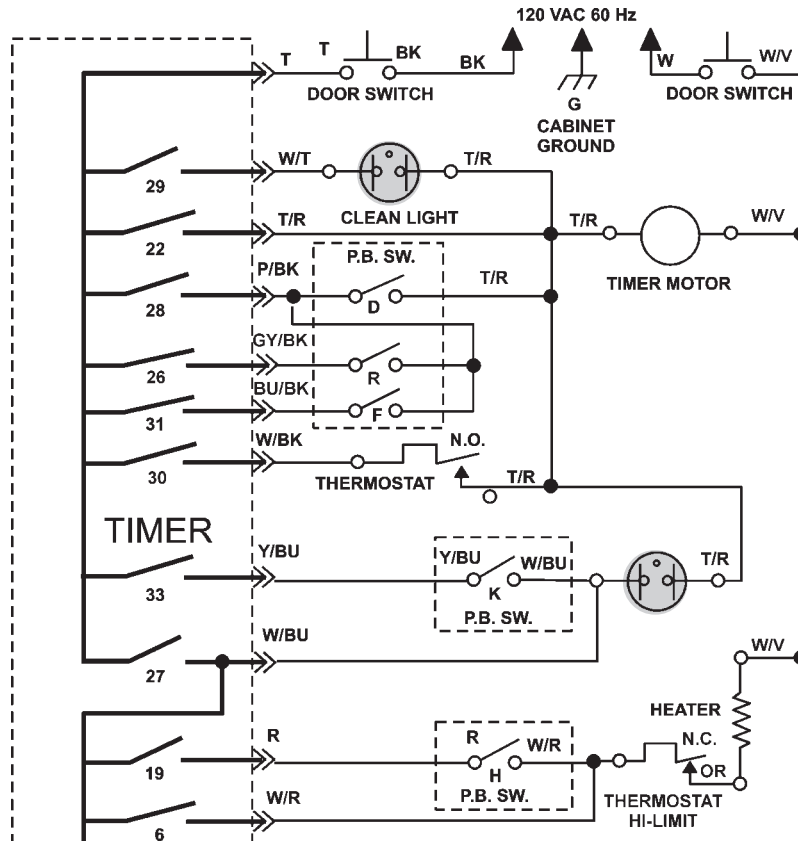 120 VAC 60 Hz
T T BK BK W W/V
DOOR SWITCH
G
CABINET
GROUND
DOOR SWITCH
W/T T/R
29
CLEAN LIGHT
T/R T/R W/V
22
P.B. SW.
TIMER MOTOR
P/BK T/R
28 D
GY/BK
26 R
BU/BK
31 F
W/BK N.O.
30 THERMOSTAT T/R
TIMER
Y/BU Y/BU W/BU T/R
33 K
P.B. SW.
W/BU
27
W/V
HEATER
R R W/R N.C.
19 H OR
P.B. SW.
W/R
THERMOSTAT
HI-LIMIT
6